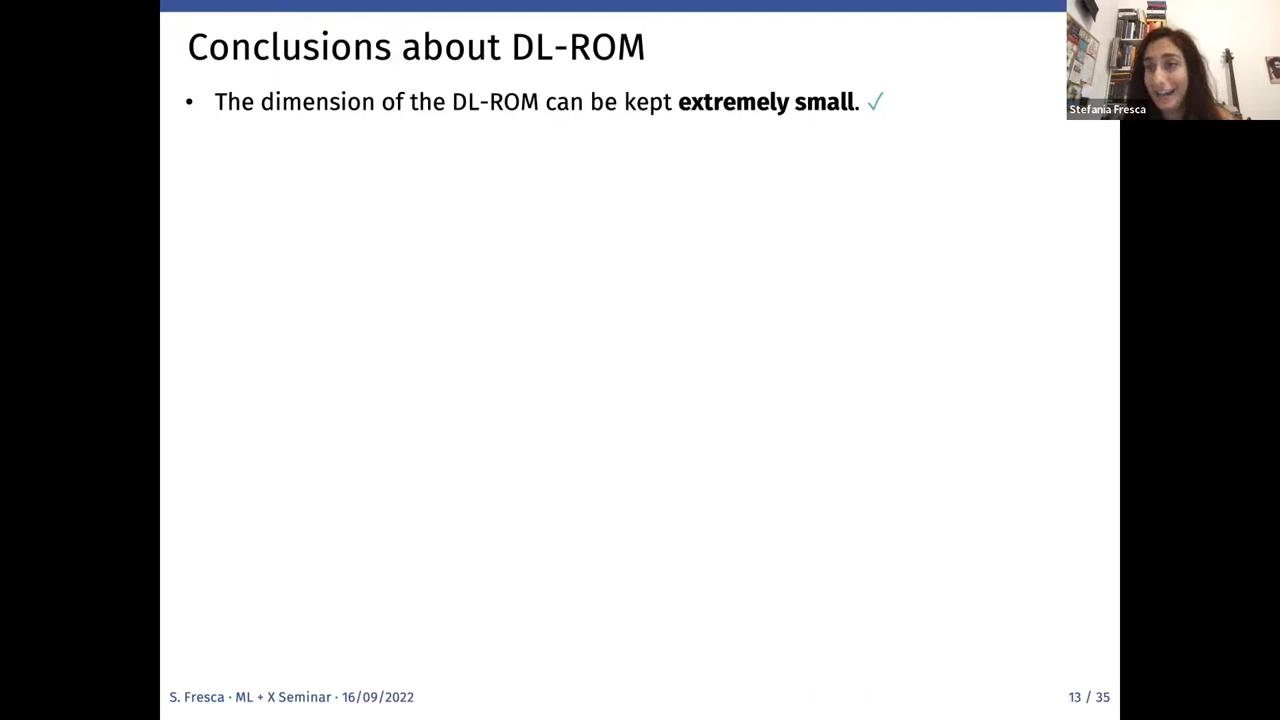 Conclusions about DL-ROM
• The dimension of the DL-ROM can be kept extremely small. ✓
Stefania Fresca
S. Fresca · ML + X Seminar · 16/09/2022
13 / 35